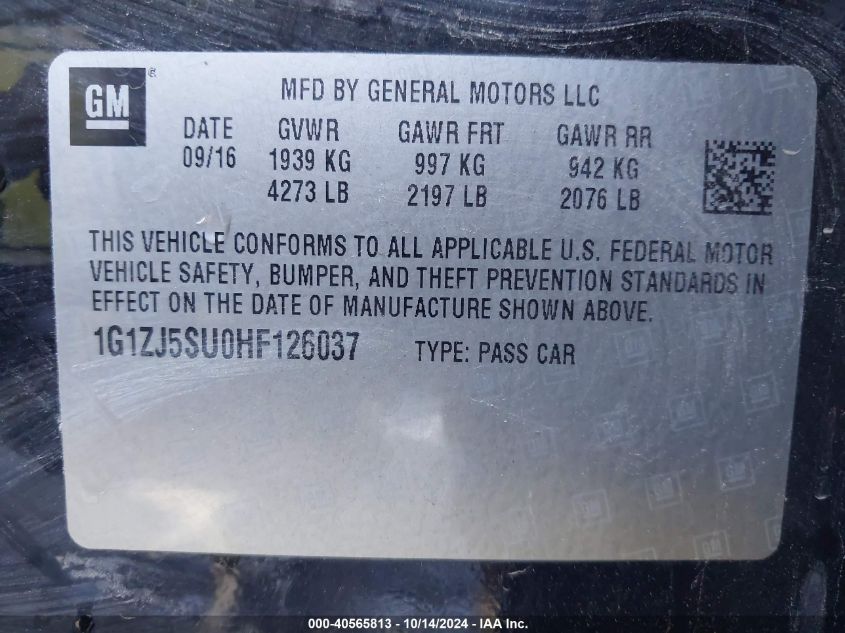 GM ®
MFD BY GENERAL MOTORS LLC
DATE GVWR GAWR FRT GAWR RR
09/16 1939 KG 997 KG 942 KG
4273 LB 2197 LB 2076 LB
THIS VEHICLE CONFORMS TO ALL APPLICABLE U.S. FEDERAL MOTOR
VEHICLE SAFETY, BUMPER, AND THEFT PREVENTION STANDARDS IN
EFFECT ON THE DATE OF MANUFACTURE SHOWN ABOVE.
1G1ZJ5SU0HF126037 TYPE: PASS CAR
000-40565813 - 10/14/2024 - IAA Inc.